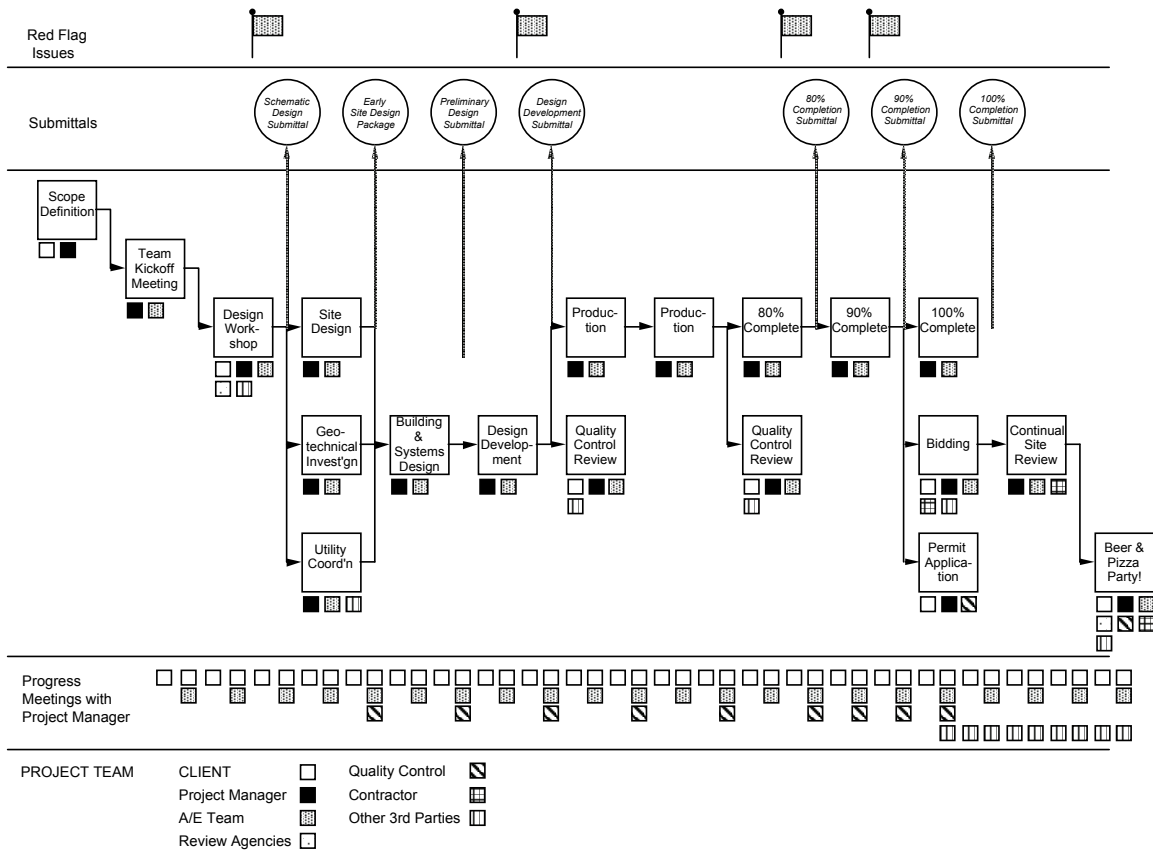 Red Flag
Issues
Submittals
Schematic
Design
Submittal
Early
Site Design
Package
Preliminary
Design
Submittal
Design
Development
Submittal
80%
Completion
Submittal
90%
Completion
Submittal
100%
Completion
Submittal
Scope
Definition
Team
Kickoff
Meeting
Design
Work-
shop
Site
Design
Produc-
tion
Produc-
tion
80%
Complete
90%
Complete
100%
Complete
Geo-
technical
Invest'gn
Building
&
Systems
Design
Design
Develop-
ment
Quality
Control
Review
Quality
Control
Review
Bidding
Continual
Site
Review
Utility
Coord'n
Permit
Applica-
tion
Beer &
Pizza
Party!
Progress
Meetings with
Project Manager
PROJECT TEAM
CLIENT
Project Manager
A/E Team
Review Agencies
Quality Control
Contractor
Other 3rd Parties